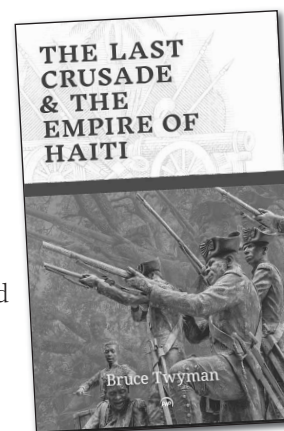 THE LAST
CRUSADE
& THE
EMPIRE OF
HAITI
Bruce Twyman